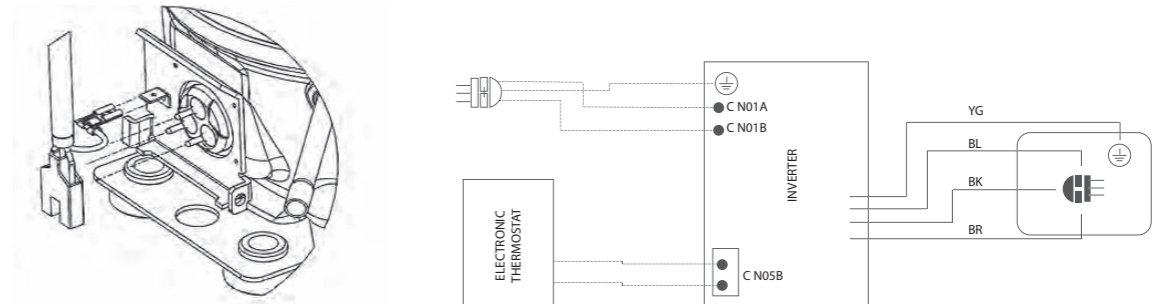 C N01A
C N01B
INVERTER
ELECTRONIC
THERMOSTAT
C N05B
YG
BL
BK
BR